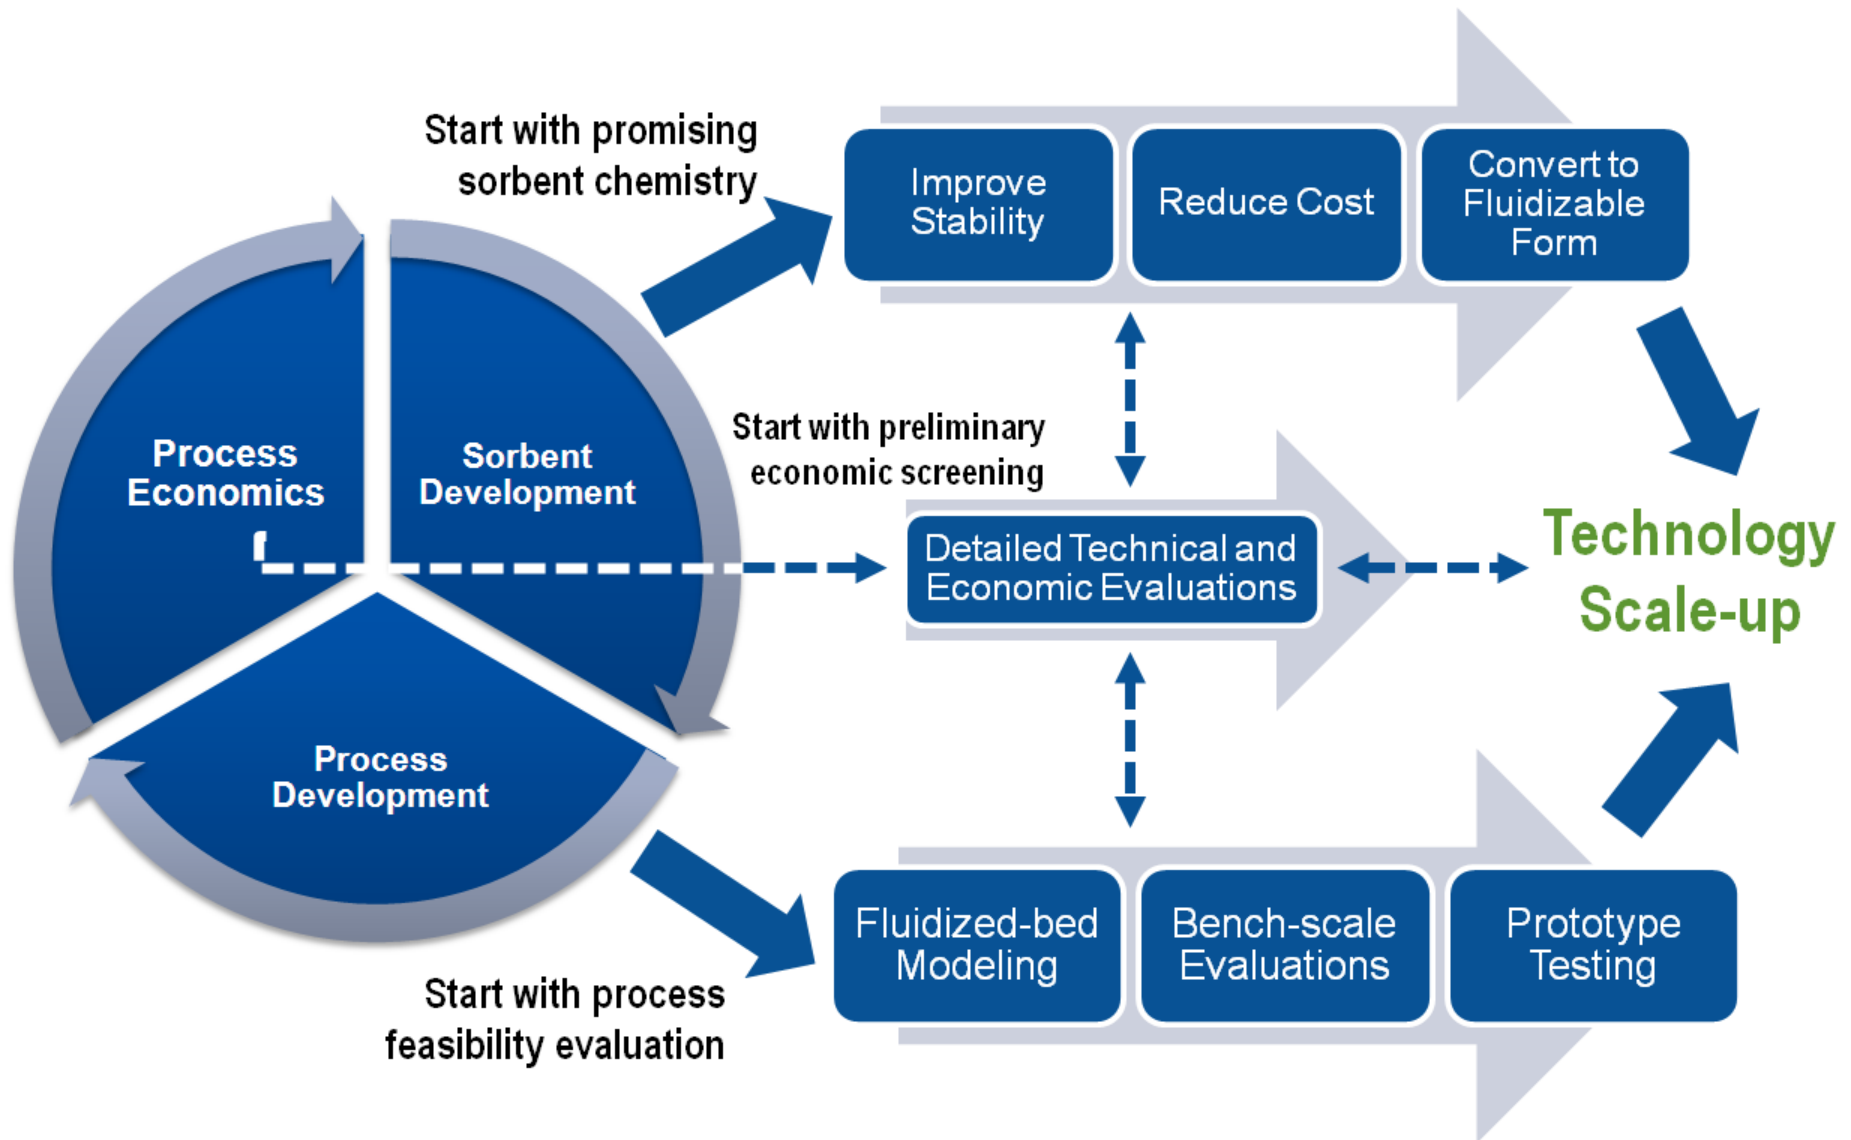 Start with promising
sorbent chemistry
Improve
Stability
Reduce Cost
Convert to
Fluidizable
Form
Process
Economics
Sorbent
Development
Start with preliminary
economic screening
Detailed Technical and
Economic Evaluations
Technology
Scale-up
Process
Development
Start with process
feasibility evaluation
Fluidized-bed
Modeling
Bench-scale
Evaluations
Prototype
Testing